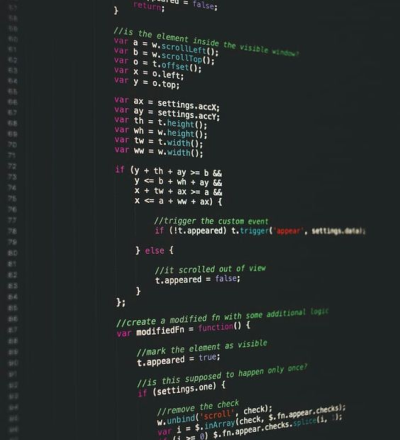 appeared = false;
return;
}
//is the element inside the visible window?
var a = w.scrollLeft();
var b = w.scrollTop();
var o = t.offset();
var x = o.left;
var y = o.top;
var ax = settings.accX;
var ay = settings.accY;
var th = t.height();
var wh = w.height();
var tw = t.width();
var ww = w.width();
if (y + th + ay >= b &&
y <= b + wh + ay &&
x + tw + ax >= a &&
x <= a + ww + ax) {
//trigger the custom event
if (!t.appeared) t.trigger('appear', settings.data);
} else {
//it scrolled out of view
t.appeared = false;
}
};
//create a modified fn with some additional logic
var modifiedFn = function() {
//mark the element as visible
t.appeared = true;
//is this supposed to happen only once?
if (settings.one) {
//remove the check
w.unbind('scroll', check);
var i = $.inArray(check, $.fn.appear.checks);
if (i >= 0) $.fn.appear.checks.splice(i, 1);